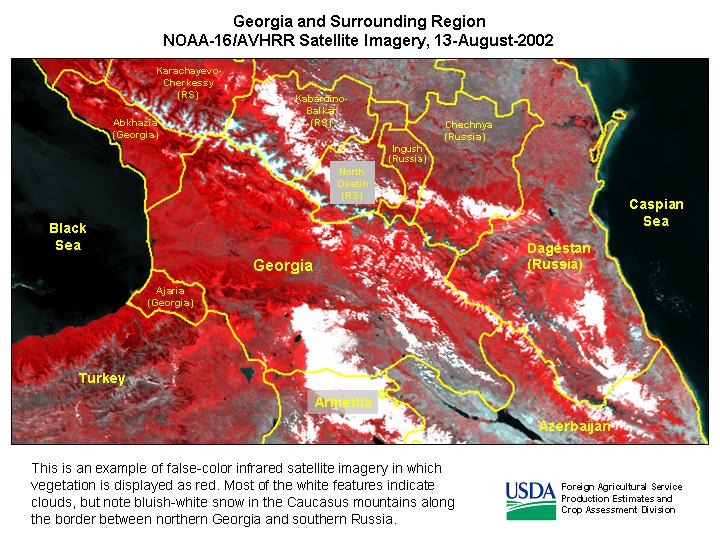 Georgia and Surrounding Region
NOAA-16/AVHRR Satellite Imagery, 13-August-2002
Karachayevo-
Cherkessy
(RS)
Kabardino-
Balkar
(RS)
Abkhazia
(Georgia)
Chechnya
(Russia)
Ingush
(Russia)
North
Osetin
(RS)
Caspian
Sea
Black
Sea
Dagestan
(Russia)
Georgia
Ajaria
(Georgia)
Turkey
Armenia
Azerbaijan
This is an example of false-color infrared satellite imagery in which
vegetation is displayed as red. Most of the white features indicate
clouds, but note bluish-white snow in the Caucasus mountains along
the border between northern Georgia and southern Russia.
USDA
Foreign Agricultural Service
Production Estimates and
Crop Assessment Division